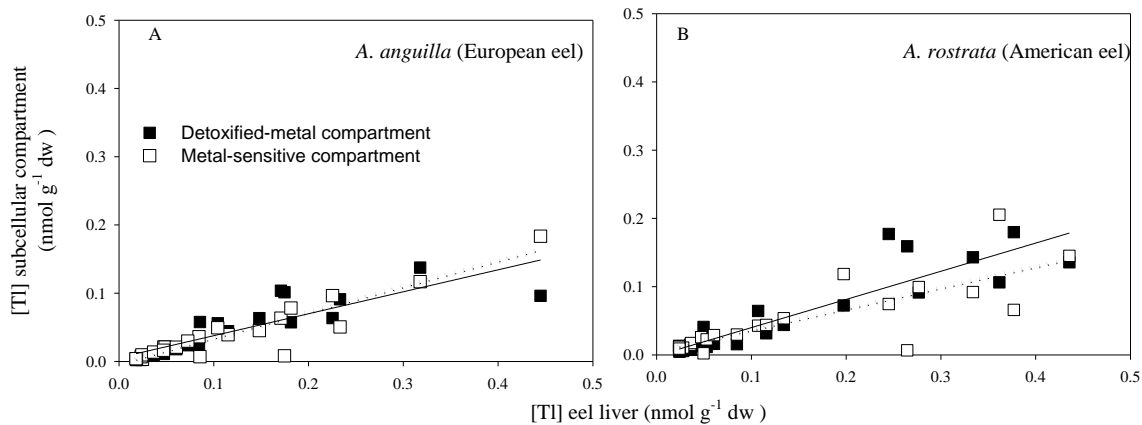 [Tl] subcellular compartment
(nmol g-1 dw )
0.5
0.4
0.3
0.2
0.1
0.0
A
A. anguilla (European eel)
Detoxified-metal compartment
Metal-sensitive compartment
0.0 0.1 0.2 0.3 0.4 0.5
0.5
0.4
0.3
0.2
0.1
0.0
B
A. rostrata (American eel)
0.0 0.1 0.2 0.3 0.4 0.5
[Tl] eel liver (nmol g-1 dw )